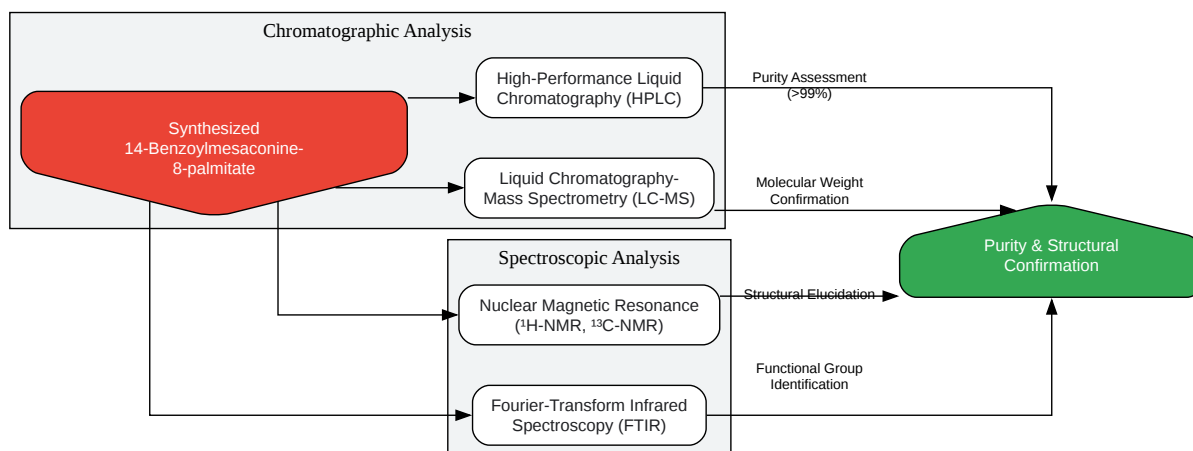 Chromatographic Analysis
High-Performance Liquid
Chromatography (HPLC)
Purity Assessment
(>99%)
Synthesized
14-Benzoylmesaconine-
8-palmitate
Liquid Chromatography-
Mass Spectrometry (LC-MS)
Molecular Weight
Confirmation
Purity & Structural
Confirmation
Spectroscopic Analysis
Nuclear Magnetic Resonance
(¹H-NMR, ¹³C-NMR)
Structural Elucidation
Functional Group
Identification
Fourier-Transform Infrared
Spectroscopy (FTIR)